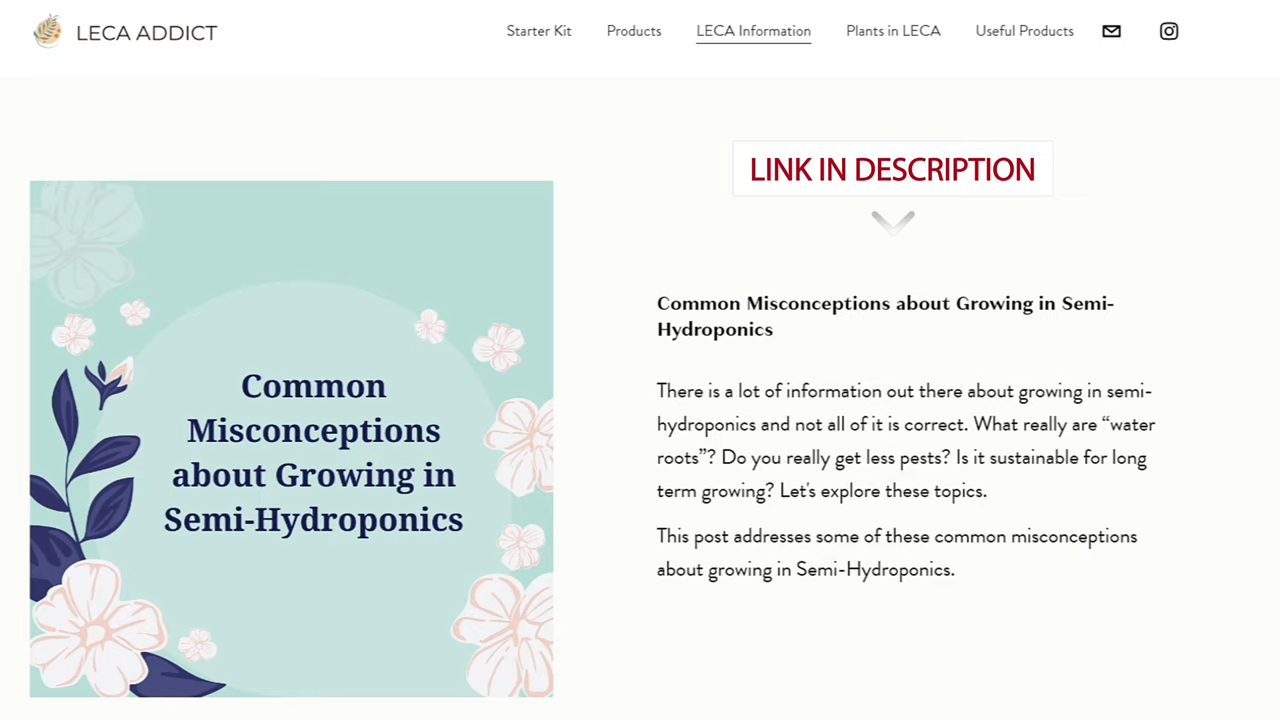 LECA ADDICT
Starter Kit
Products
LECA Information
Plants in LECA
Useful Products
LINK IN DESCRIPTION
Common
Misconceptions
about Growing in
Semi-Hydroponics
Common Misconceptions about Growing in Semi-
Hydroponics
There is a lot of information out there about growing in semi-
hydroponics and not all of it is correct. What really are “water
roots”? Do you really get less pests? Is it sustainable for long
term growing? Let's explore these topics.
This post addresses some of these common misconceptions
about growing in Semi-Hydroponics.